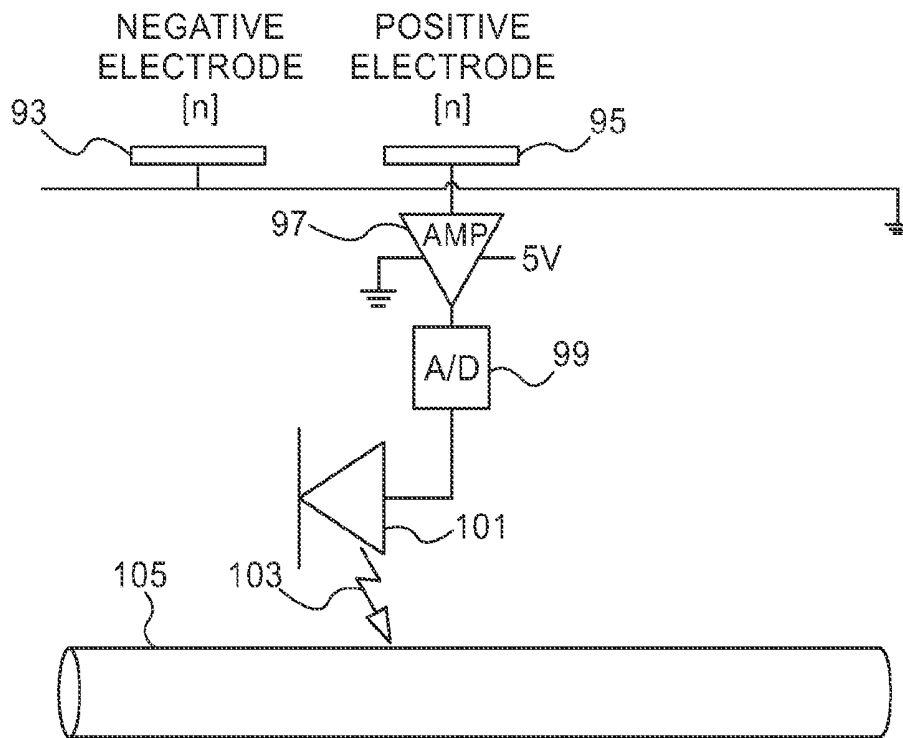 NEGATIVE
ELECTRODE
[n]
POSITIVE
ELECTRODE
[n]
93
95
97
AMP
5V
A/D
99
101
103
105